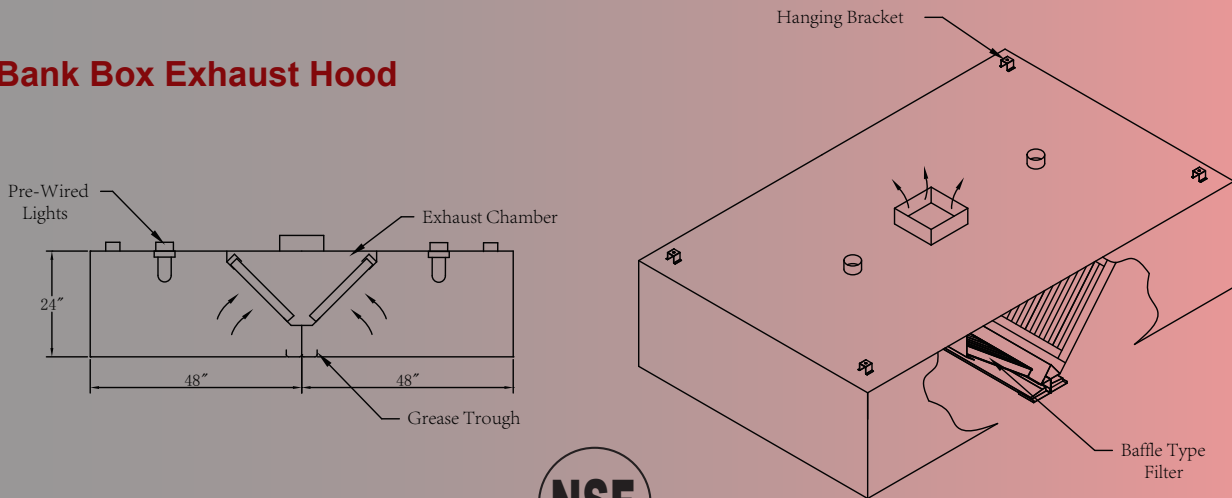 Hanging Bracket
Bank Box Exhaust Hood
Pre-Wired
Lights
Exhaust Chamber
24"
48"
48"
Grease Trough
Baffle Type
Filter
NSF